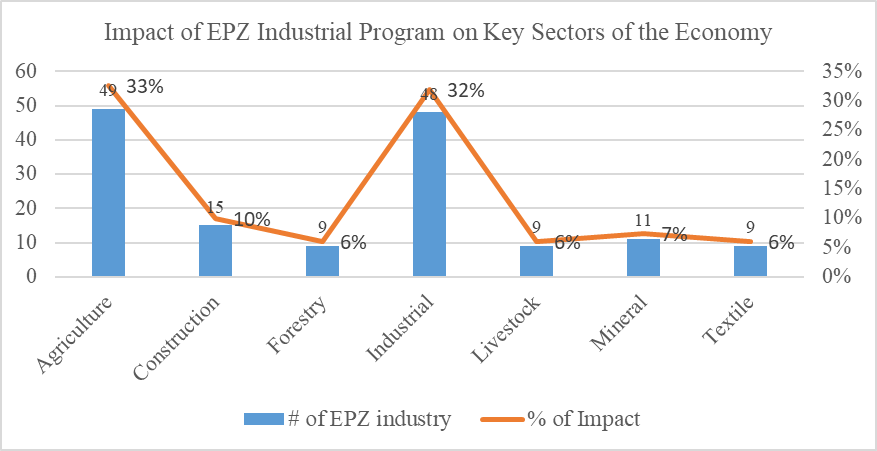 Impact of EPZ Industrial Program on Key Sectors of the Economy
60
50
40
30
20
10
0
35%
30%
25%
20%
15%
10%
5%
0%
49
33%
15
10%
9
6%
48
32%
9
6%
11
7%
9
6%
Agriculture
Construction
Forestry
Industrial
Livestock
Mineral
Textile
# of EPZ industry
% of Impact